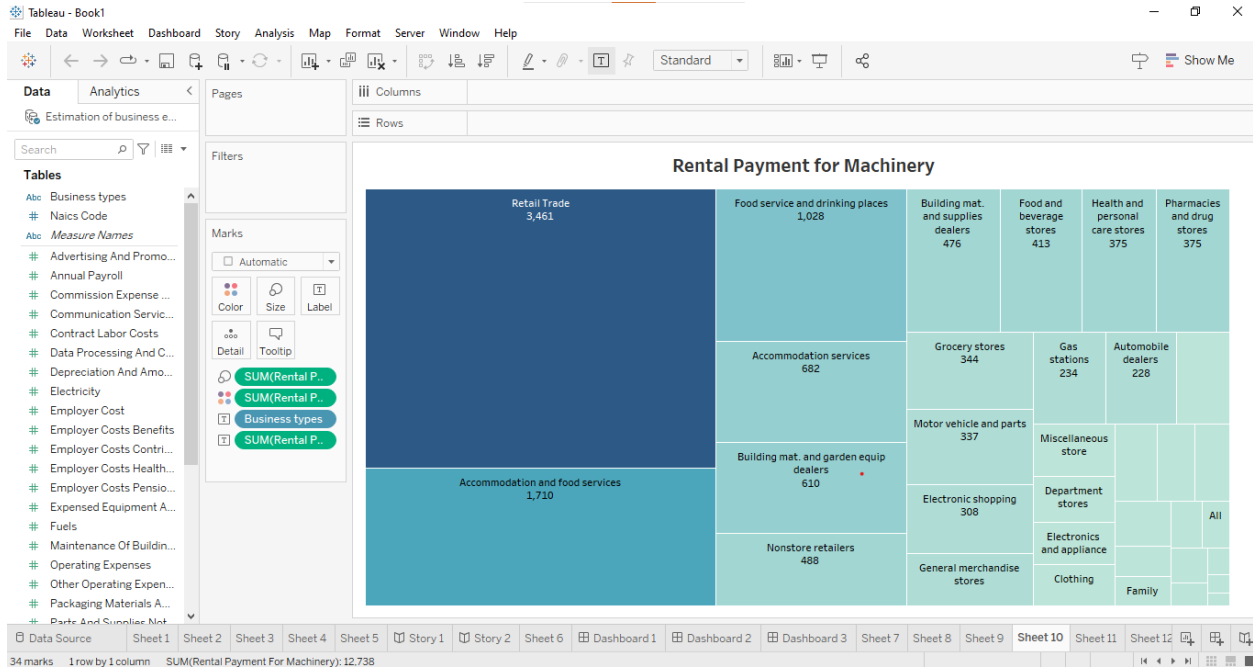 Tableau - Book1
File Data Worksheet Dashboard Story Analysis Map Format Server Window Help
Standard
Show Me
Data Analytics
Estimation of business e...
Search
Tables
Abc Business types
# Naics Code
Abc Measure Names
# Advertising And Promo...
# Annual Payroll
# Commission Expense ...
# Communication Servic...
# Contract Labor Costs
# Data Processing And C...
# Depreciation And Amo...
# Electricity
# Employer Cost
# Employer Costs Benefits
# Employer Costs Contri...
# Employer Costs Health...
# Employer Costs Pensio...
# Expensed Equipment A...
# Fuels
# Maintenance Of Buildin...
# Operating Expenses
# Other Operating Expen...
# Packaging Materials A...
# Parts And Supplies Not
Pages
Filters
Marks
Automatic
Color Size Label
Detail Tooltip
SUM(Rental P..
SUM(Rental P..
Business types
SUM(Rental P..
Columns
Rows
Rental Payment for Machinery
Retail Trade
3,461
Accommodation and food services
1,710
Food service and drinking places
1,028
Accommodation services
682
Building mat. and garden equip
dealers
610
Nonstore retailers
488
Building mat.
and supplies
dealers
476
Food and
beverage
stores
413
Health and
personal
care stores
375
Pharmacies
and drug
stores
375
Grocery stores
344
Motor vehicle and parts
337
Electronic shopping
308
General merchandise
stores
Gas
stations
234
Automobile
dealers
228
Miscellaneous
store
Department
stores
Electronics
and appliance
Clothing
Family
All
Data Source Sheet 1 Sheet 2 Sheet 3 Sheet 4 Sheet 5 Story 1 Story 2 Sheet 6 Dashboard 1 Dashboard 2 Dashboard 3 Sheet 7 Sheet 8 Sheet 9 Sheet 10 Sheet 11 Sheet 12
34 marks 1 row by 1 column SUM(Rental Payment For Machinery): 12,738